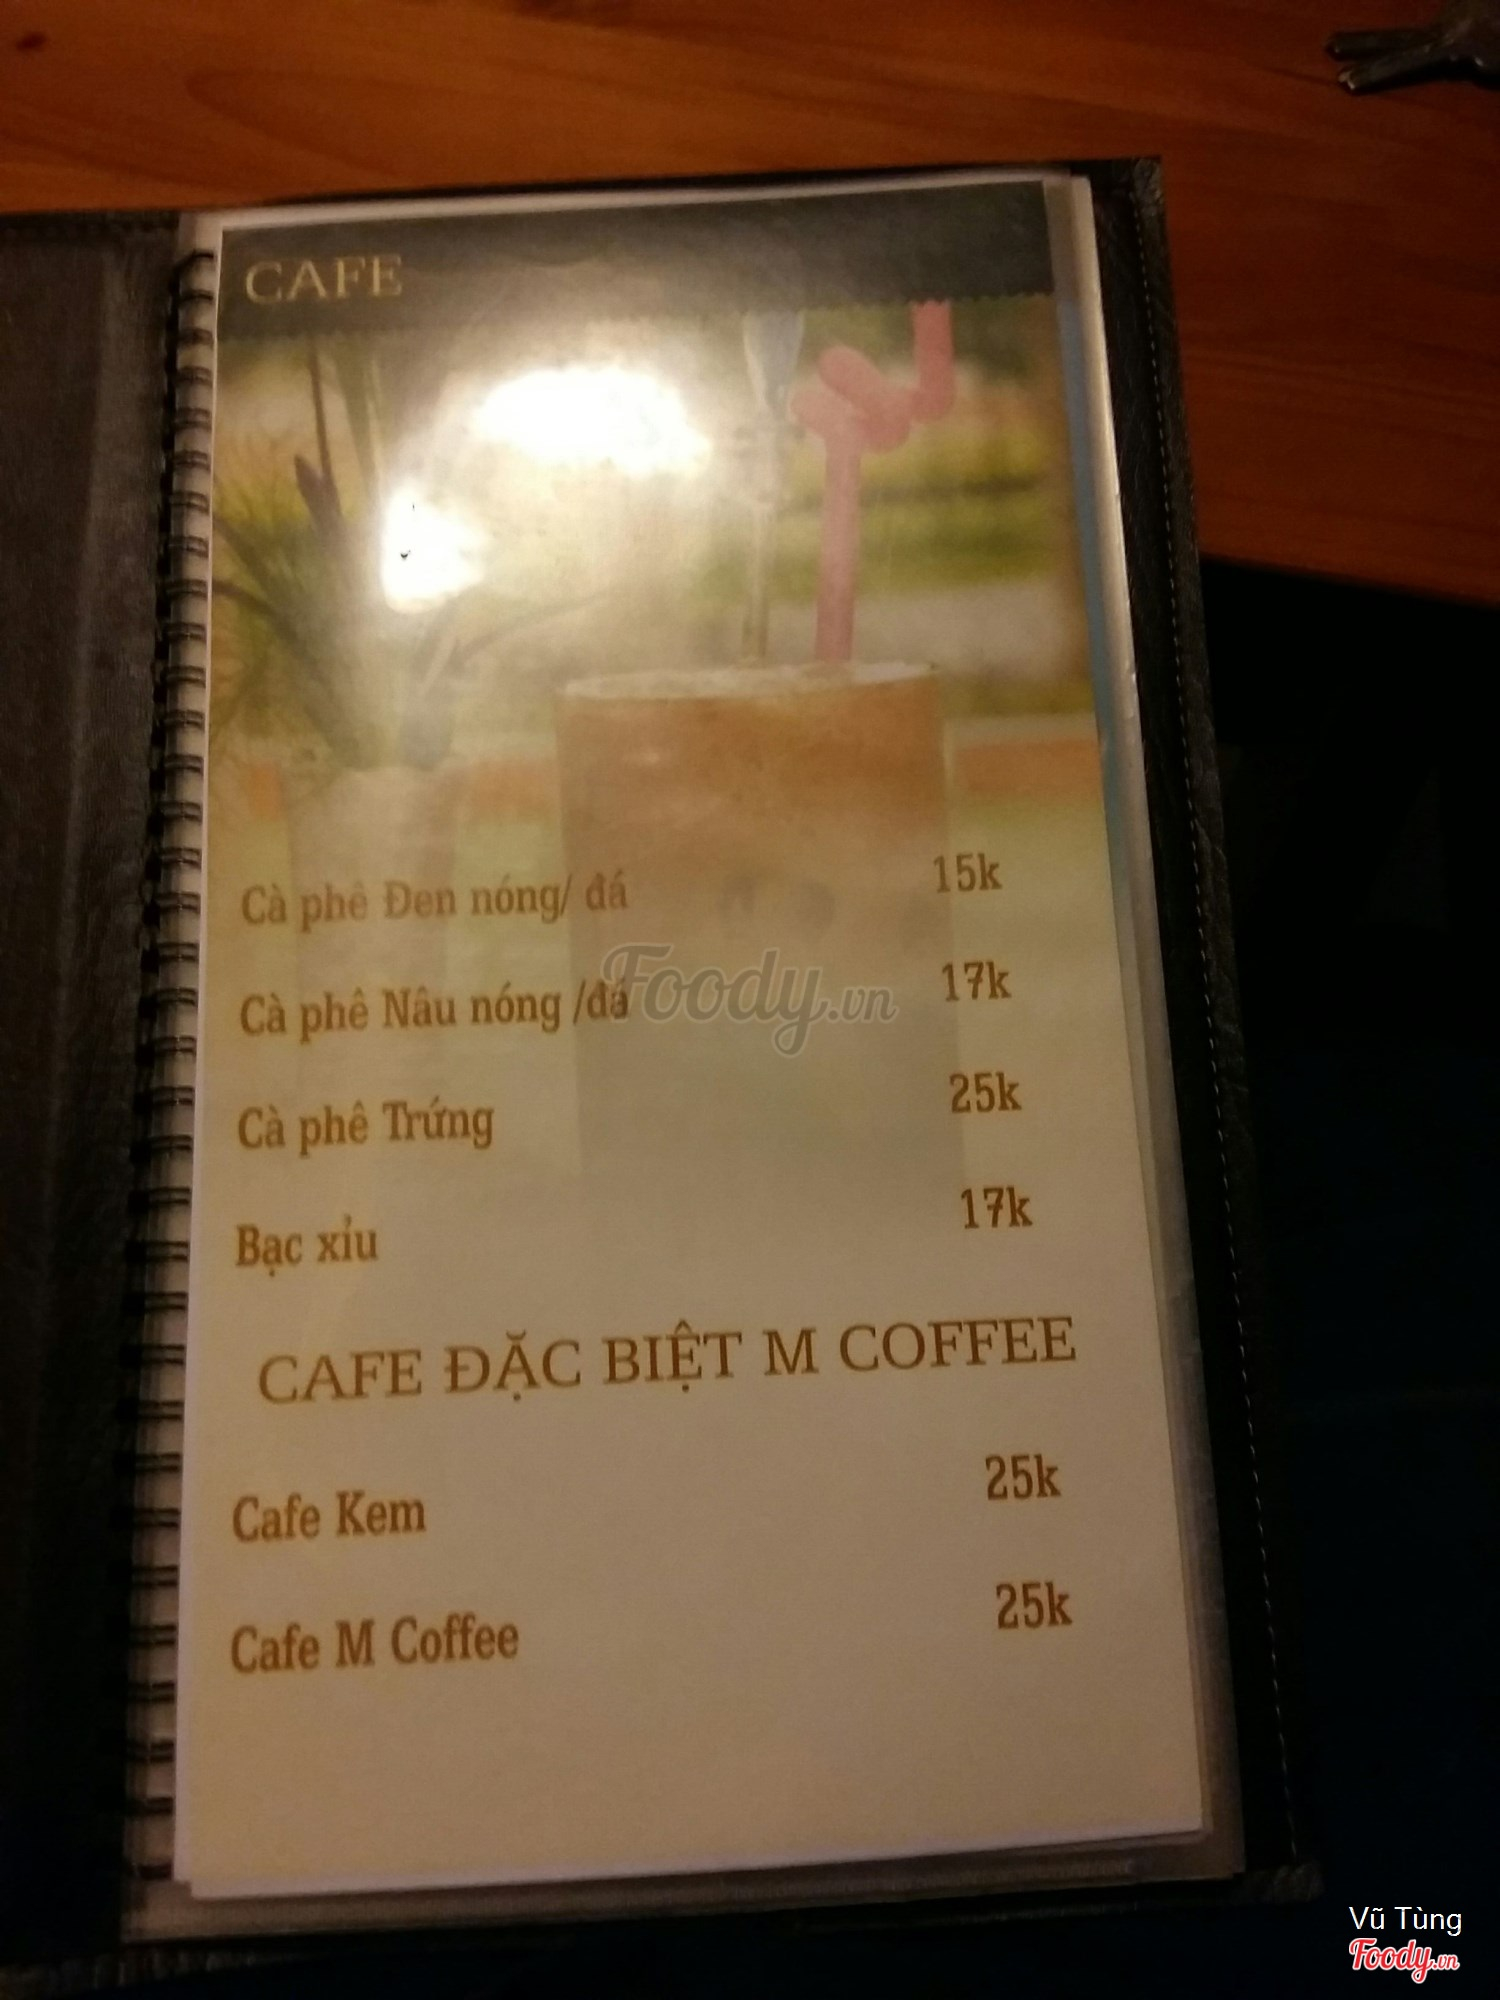 CAFE
Cà phê Đen nóng/ đá 15k
Cà phê Nâu nóng /đá 17k
Foody.vn
Cà phê Trứng 25k
Bạc xỉu 17k
CAFE ĐẶC BIỆT M COFFEE
Cafe Kem 25k
Cafe M Coffee 25k
Vũ Tùng
Foody.vn